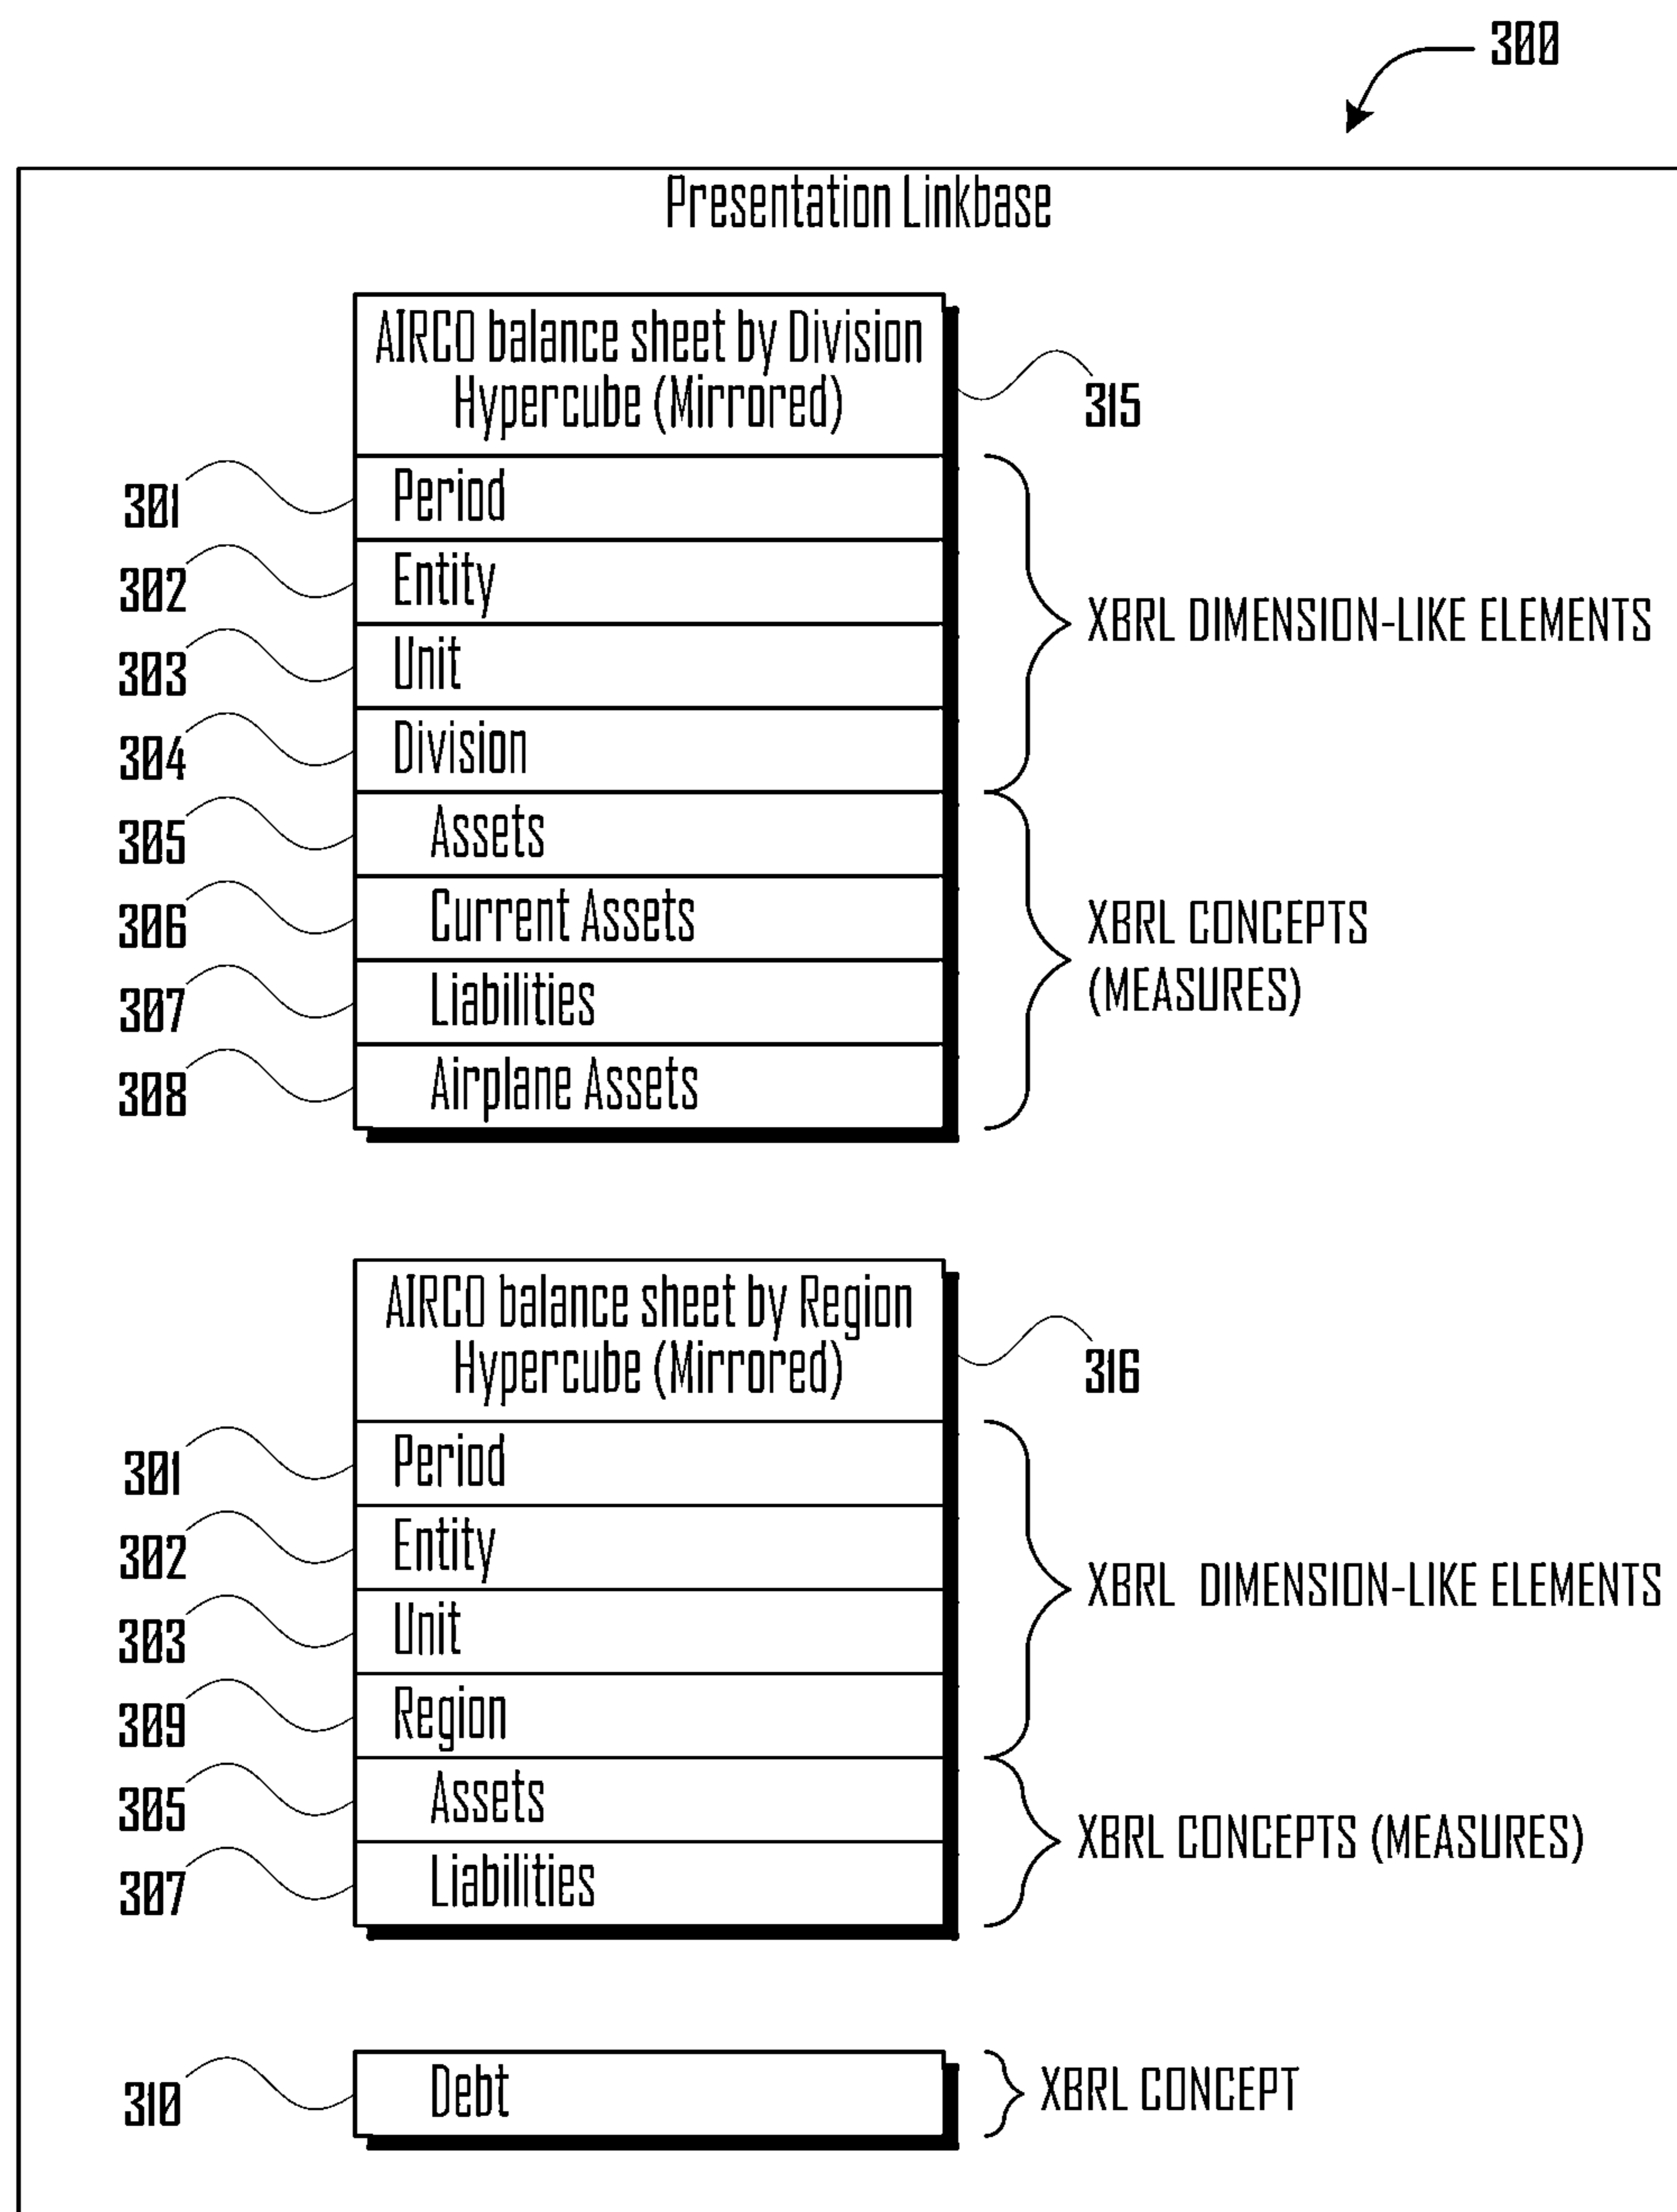 300
Presentation Linkbase
AIRCO balance sheet by Division
Hypercube (Mirrored)
315
301
Period
302
Entity
303
Unit
304
Division
XBRL DIMENSION-LIKE ELEMENTS
305
Assets
306
Current Assets
307
Liabilities
308
Airplane Assets
XBRL CONCEPTS
(MEASURES)
AIRCO balance sheet by Region
Hypercube (Mirrored)
316
301
Period
302
Entity
303
Unit
309
Region
XBRL DIMENSION-LIKE ELEMENTS
305
Assets
307
Liabilities
XBRL CONCEPTS (MEASURES)
310
Debt
XBRL CONCEPT